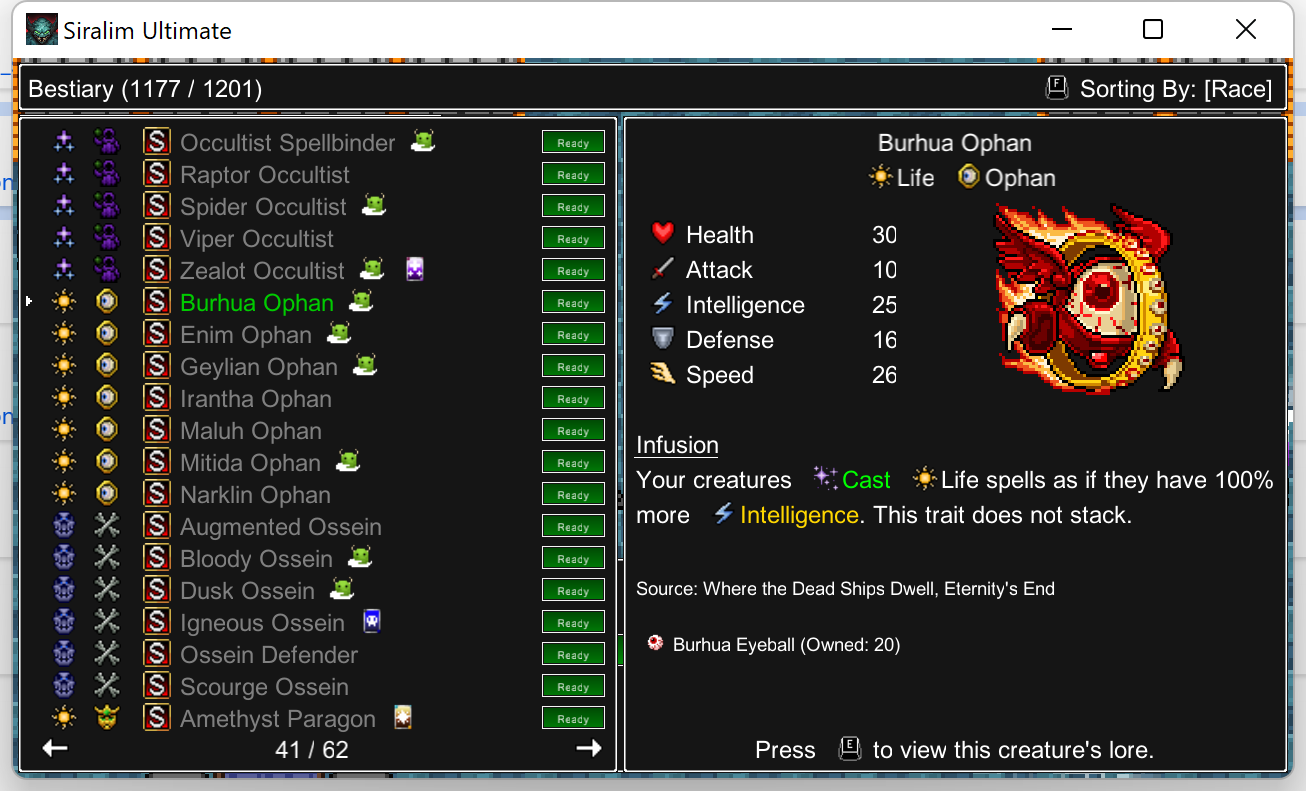 Siralim Ultimate
Bestiary (1177 / 1201)
F Sorting By: [Race]
S Occultist Spellbinder Ready
S Raptor Occultist Ready
S Spider Occultist Ready
S Viper Occultist Ready
S Zealot Occultist Ready
S Burhua Ophan Ready
S Enim Ophan Ready
S Geylian Ophan Ready
S Irantha Ophan Ready
S Maluh Ophan Ready
S Mitida Ophan Ready
S Narklin Ophan Ready
S Augmented Ossein Ready
S Bloody Ossein Ready
S Dusk Ossein Ready
S Igneous Ossein Ready
S Ossein Defender Ready
S Scourge Ossein Ready
S Amethyst Paragon Ready
41 / 62
Burhua Ophan
Life Ophan
Health 30
Attack 10
Intelligence 25
Defense 16
Speed 26
Infusion
Your creatures Cast Life spells as if they have 100%
more Intelligence. This trait does not stack.
Source: Where the Dead Ships Dwell, Eternity's End
Burhua Eyeball (Owned: 20)
Press E to view this creature's lore.